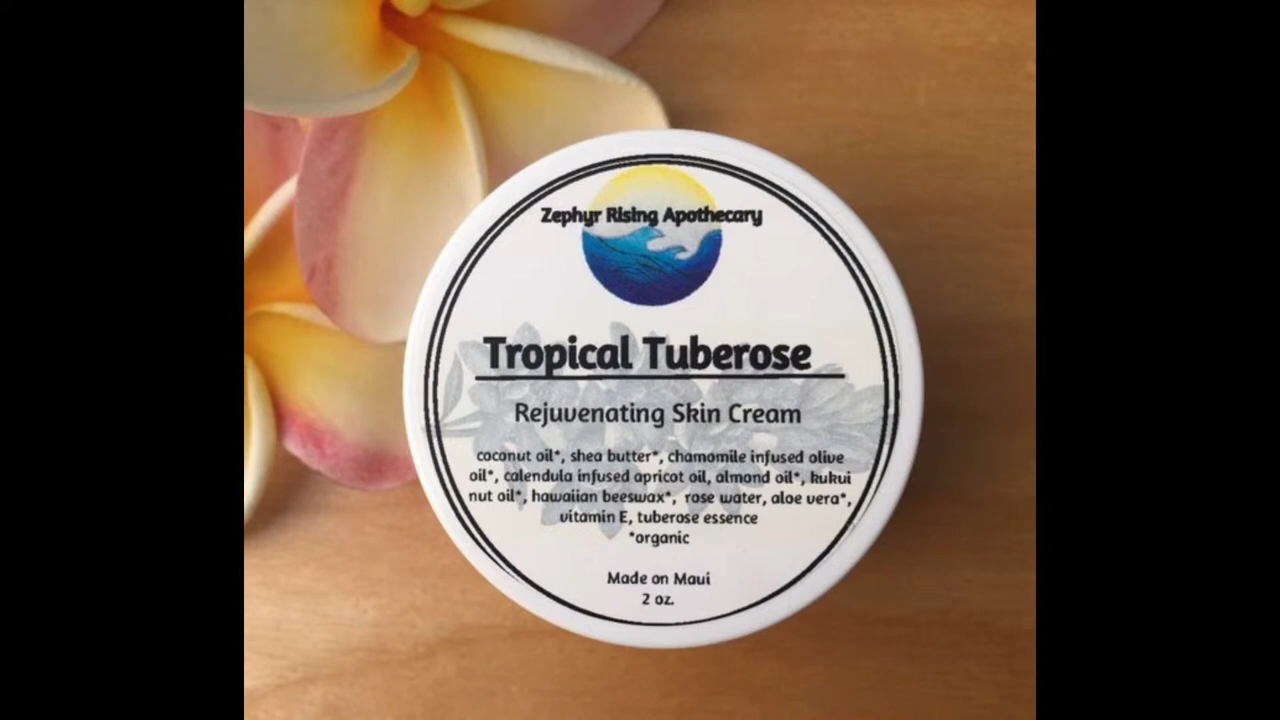 Zephyr Rising Apothecary
Tropical Tuberose
Rejuvenating Skin Cream
coconut oil*, shea butter*, chamomile infused olive
oil*, calendula infused apricot oil, almond oil*, kukui
nut oil*, hawaiian beeswax*, rose water, aloe vera*,
vitamin E, tuberose essence
*organic
Made on Maui
2 oz.